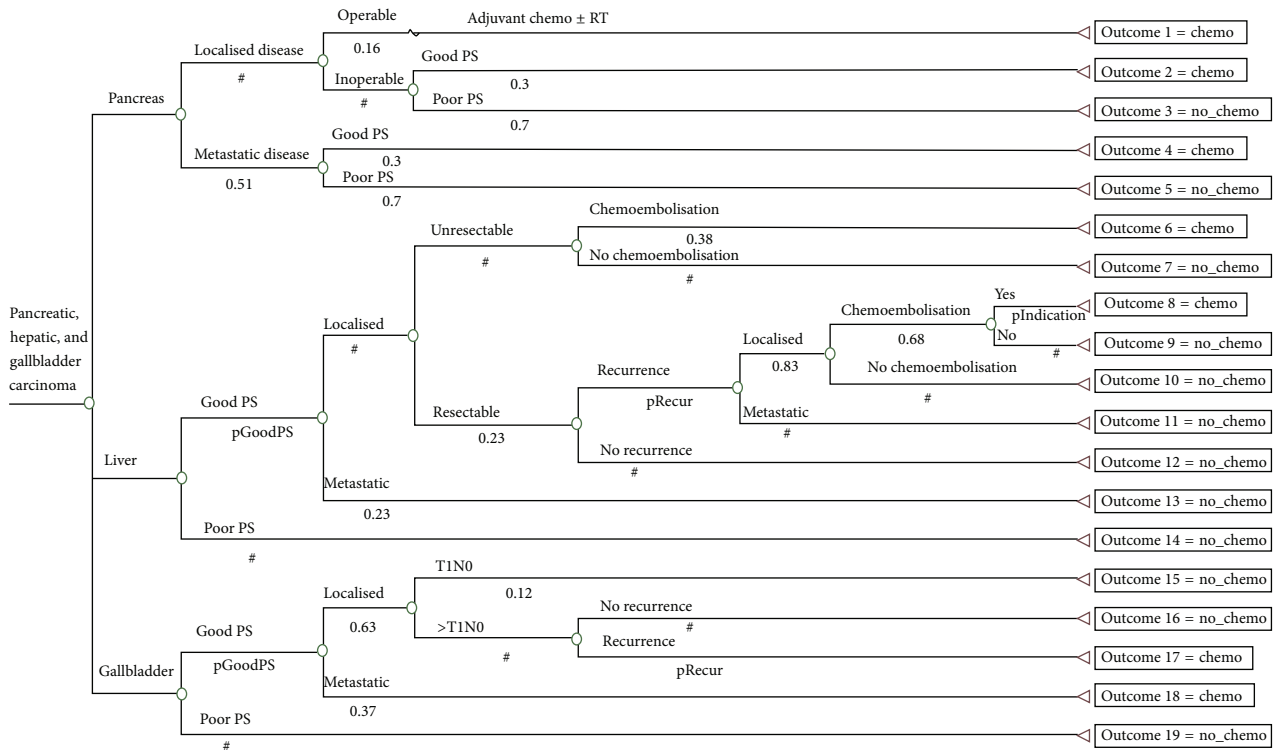 Operable
Adjuvant chemo ± RT
Outcome 1 = chemo
0.16
Localised disease
Good PS
#
Inoperable
Outcome 2 = chemo
0.3
#
Poor PS
Pancreas
Outcome 3 = no_chemo
0.7
Good PS
Metastatic disease
Outcome 4 = chemo
0.3
Poor PS
0.51
Outcome 5 = no_chemo
0.7
Chemoembolisation
Unresectable
Outcome 6 = chemo
0.38
No chemoembolisation
#
Outcome 7 = no_chemo
#
Yes
Chemoembolisation
Outcome 8 = chemo
pIndication
Pancreatic,
hepatic, and
gallbladder
carcinoma
Localised
Localised
No
#
0.83
0.68
#
Outcome 9 = no_chemo
Recurrence
No chemoembolisation
Outcome 10 = no_chemo
pRecur
#
Good PS
Resectable
Metastatic
Outcome 11 = no_chemo
pGoodPS
0.23
#
No recurrence
Liver
Outcome 12 = no_chemo
#
Metastatic
Outcome 13 = no_chemo
0.23
Poor PS
Outcome 14 = no_chemo
#
T1N0
Outcome 15 = no_chemo
Localised
0.12
No recurrence
Outcome 16 = no_chemo
Good PS
0.63
>T1N0
#
Recurrence
pGoodPS
#
Outcome 17 = chemo
Gallbladder
pRecur
Metastatic
Outcome 18 = chemo
0.37
Poor PS
Outcome 19 = no_chemo
#